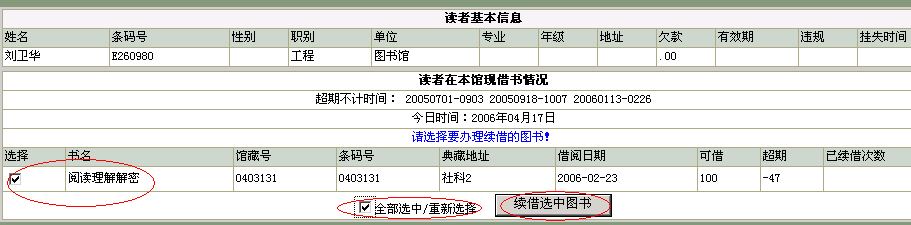 读者基本信息
姓名 条码号 性别 职别 单位 专业 年级 地址 欠款 有效期 违规 挂失时间
刘卫华 E260980 工程 图书馆 .00
读者在本馆现借书情况
超期不计时间： 20050701-0903 20050918-1007 20060113-0226
今日时间：2006年04月17日
请选择要办理续借的图书!
选择 书名 馆藏号 条码号 典藏地址 借阅日期 可借 超期 已续借次数
阅读理解解密 0403131 0403131 社科2 2006-02-23 100 -47
全部选中/重新选择 续借选中图书